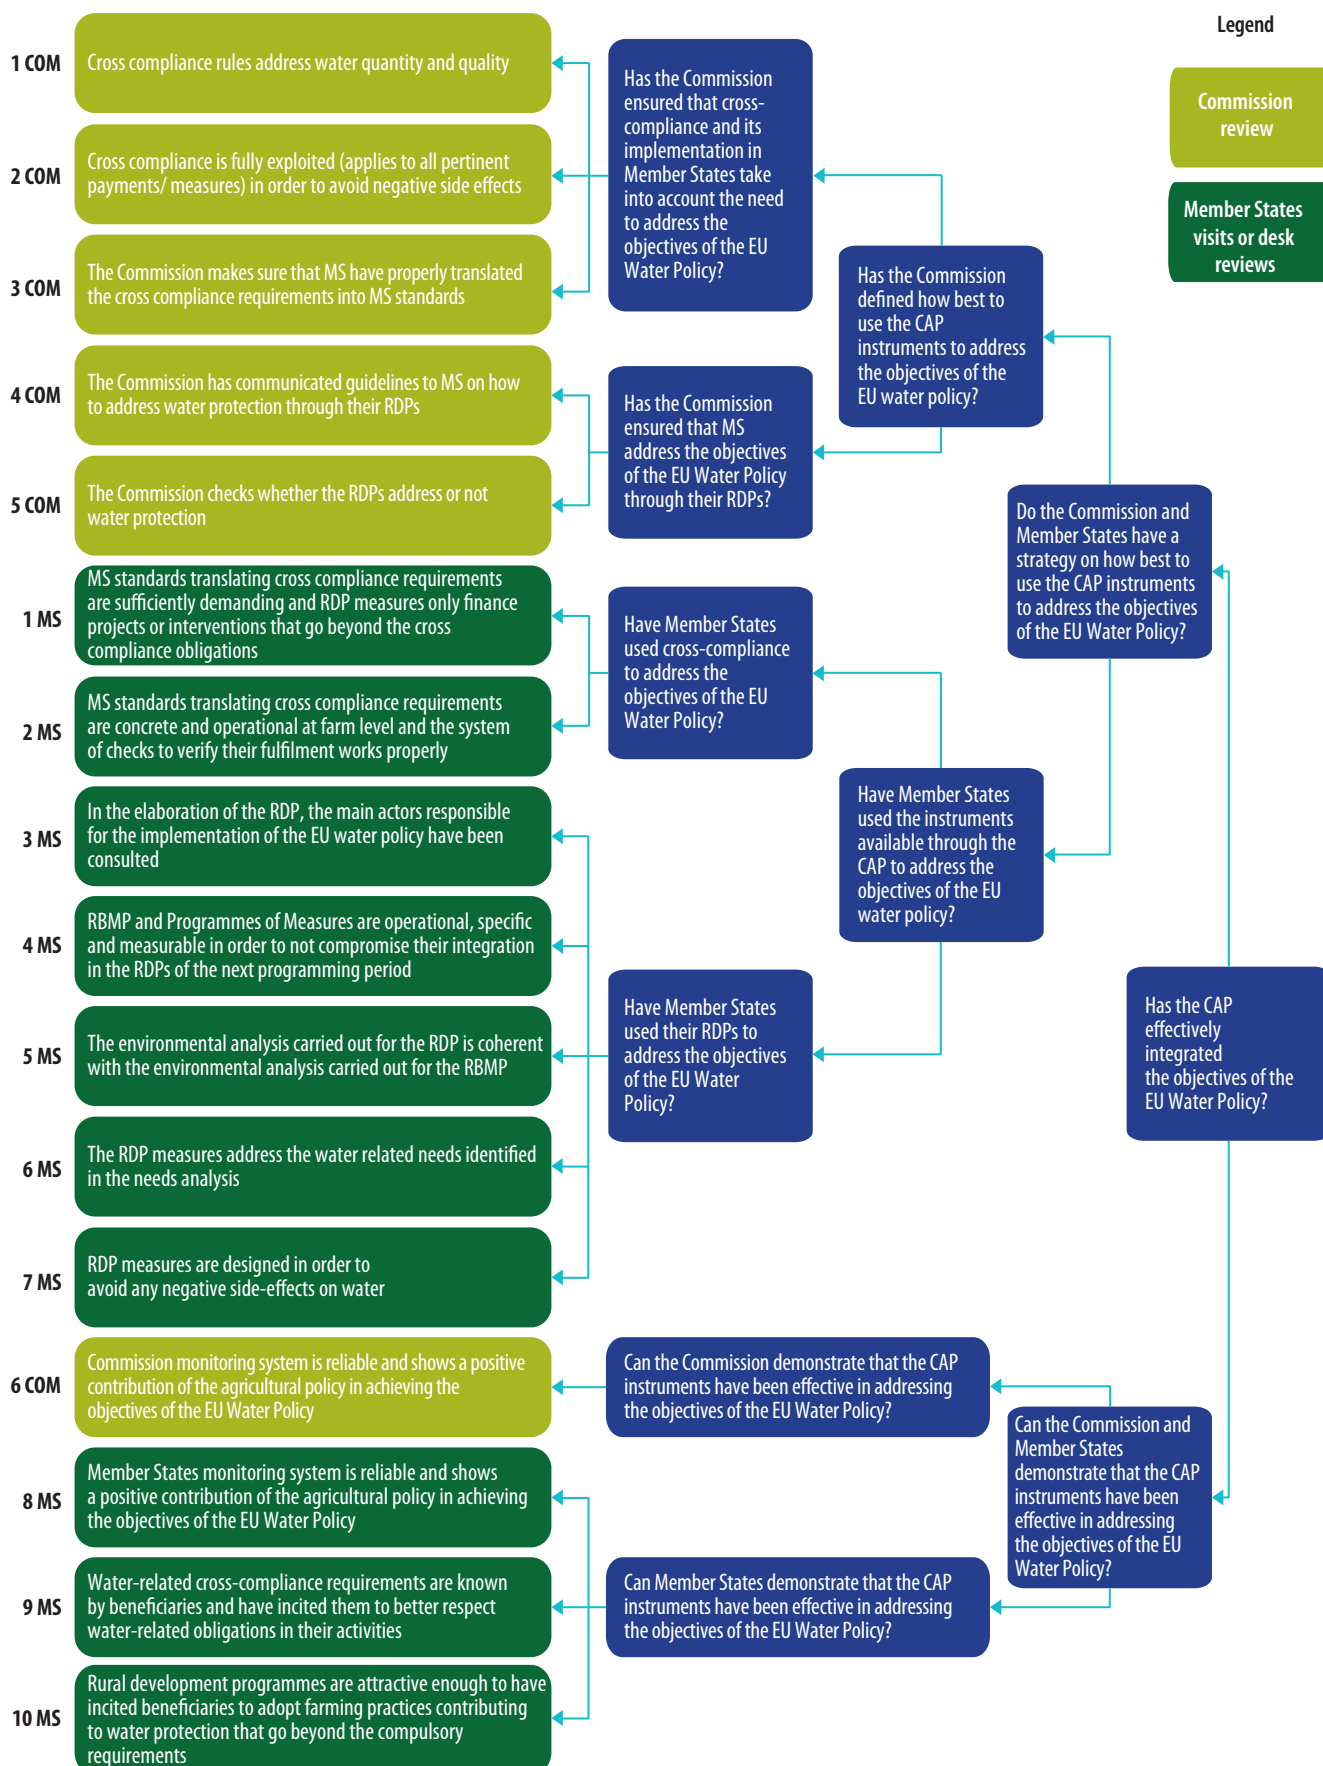 Legend
Commission
review
Member States
visits or desk
reviews
1 COM
Cross compliance rules address water quantity and quality
2 COM
Cross compliance is fully exploited (applies to all pertinent
payments/ measures) in order to avoid negative side effects
3 COM
The Commission makes sure that MS have properly translated
the cross compliance requirements into MS standards
4 COM
The Commission has communicated guidelines to MS on how
to address water protection through their RDPs
5 COM
The Commission checks whether the RDPs address or not
water protection
1 MS
MS standards translating cross compliance requirements
are sufficiently demanding and RDP measures only finance
projects or interventions that go beyond the cross
compliance obligations
2 MS
MS standards translating cross compliance requirements
are concrete and operational at farm level and the system
of checks to verify their fulfilment works properly
3 MS
In the elaboration of the RDP, the main actors responsible
for the implementation of the EU water policy have been
consulted
4 MS
RBMP and Programmes of Measures are operational, specific
and measurable in order to not compromise their integration
in the RDPs of the next programming period
5 MS
The environmental analysis carried out for the RDP is coherent
with the environmental analysis carried out for the RBMP
6 MS
The RDP measures address the water related needs identified
in the needs analysis
7 MS
RDP measures are designed in order to
avoid any negative side-effects on water
6 COM
Commission monitoring system is reliable and shows a positive
contribution of the agricultural policy in achieving the
objectives of the EU Water Policy
8 MS
Member States monitoring system is reliable and shows
a positive contribution of the agricultural policy in achieving
the objectives of the EU Water Policy
9 MS
Water-related cross-compliance requirements are known
by beneficiaries and have incited them to better respect
water-related obligations in their activities
10 MS
Rural development programmes are attractive enough to have
incited beneficiaries to adopt farming practices contributing
to water protection that go beyond the compulsory
requirements
Has the Commission
ensured that cross-
compliance and its
implementation in
Member States take
into account the need
to address the
objectives of the EU
Water Policy?
Has the Commission
ensured that MS
address the objectives
of the EU Water Policy
through their RDPs?
Have Member States
used cross-compliance
to address the
objectives of the EU
Water Policy?
Have Member States
used their RDPs to
address the objectives
of the EU Water
Policy?
Can the Commission demonstrate that the CAP
instruments have been effective in addressing
the objectives of the EU Water Policy?
Can Member States demonstrate that the CAP
instruments have been effective in addressing
the objectives of the EU Water Policy?
Has the Commission
defined how best to
use the CAP
instruments to address
the objectives of the
EU water policy?
Have Member States
used the instruments
available through the
CAP to address the
objectives of the EU
water policy?
Do the Commission and
Member States have a
strategy on how best to
use the CAP instruments
to address the objectives
of the EU Water Policy?
Can the Commission and
Member States
demonstrate that the CAP
instruments have been
effective in addressing
the objectives of the EU
Water Policy?
Has the CAP
effectively
integrated
the objectives of the
EU Water Policy?